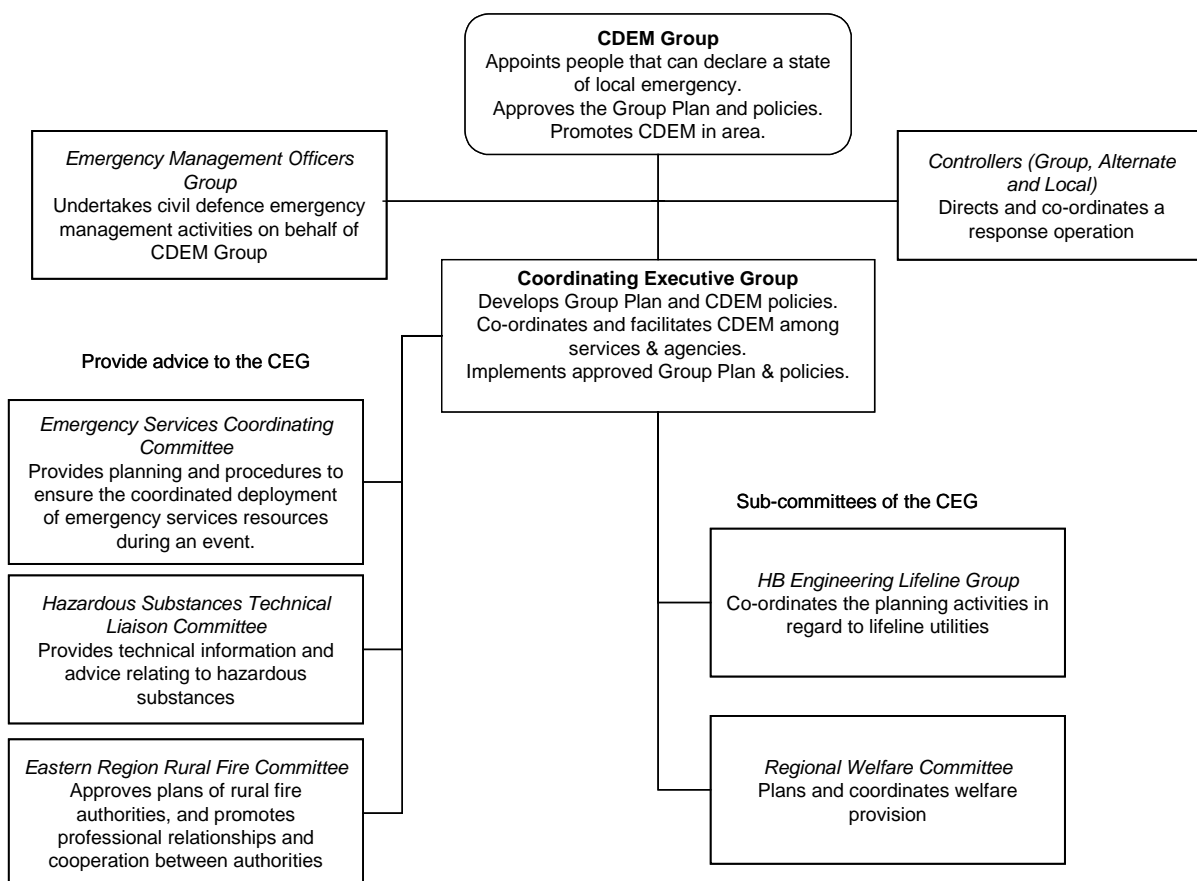 CDEM Group
Appoints people that can declare a state
of local emergency.
Approves the Group Plan and policies.
Promotes CDEM in area.
Emergency Management Officers
Group
Undertakes civil defence emergency
management activities on behalf of
CDEM Group
Controllers (Group, Alternate
and Local)
Directs and co-ordinates a
response operation
Coordinating Executive Group
Develops Group Plan and CDEM policies.
Co-ordinates and facilitates CDEM among
services & agencies.
Implements approved Group Plan & policies.
Provide advice to the CEG
Emergency Services Coordinating
Committee
Provides planning and procedures to
ensure the coordinated deployment
of emergency services resources
during an event.
Hazardous Substances Technical
Liaison Committee
Provides technical information and
advice relating to hazardous
substances
Eastern Region Rural Fire Committee
Approves plans of rural fire
authorities, and promotes
professional relationships and
cooperation between authorities
Sub-committees of the CEG
HB Engineering Lifeline Group
Co-ordinates the planning activities in
regard to lifeline utilities
Regional Welfare Committee
Plans and coordinates welfare
provision